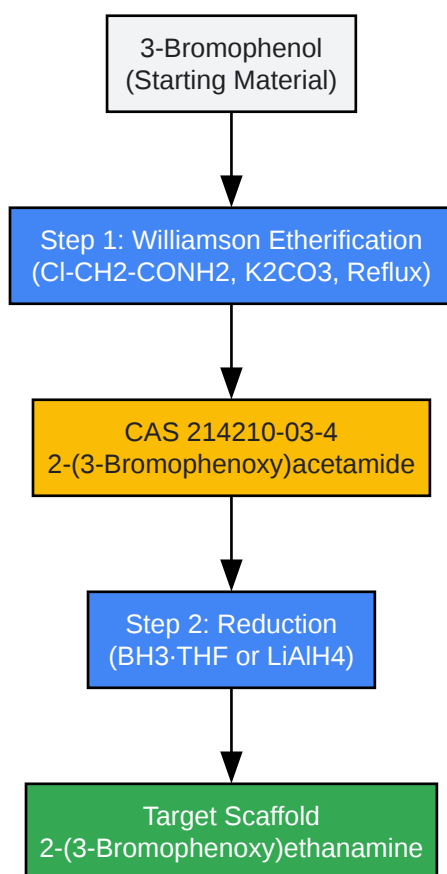 3-Bromophenol
(Starting Material)
Step 1: Williamson Etherification
(Cl-CH2-CONH2, K2CO3, Reflux)
CAS 214210-03-4
2-(3-Bromophenoxy)acetamide
Step 2: Reduction
(BH3·THF or LiAlH4)
Target Scaffold
2-(3-Bromophenoxy)ethanamine